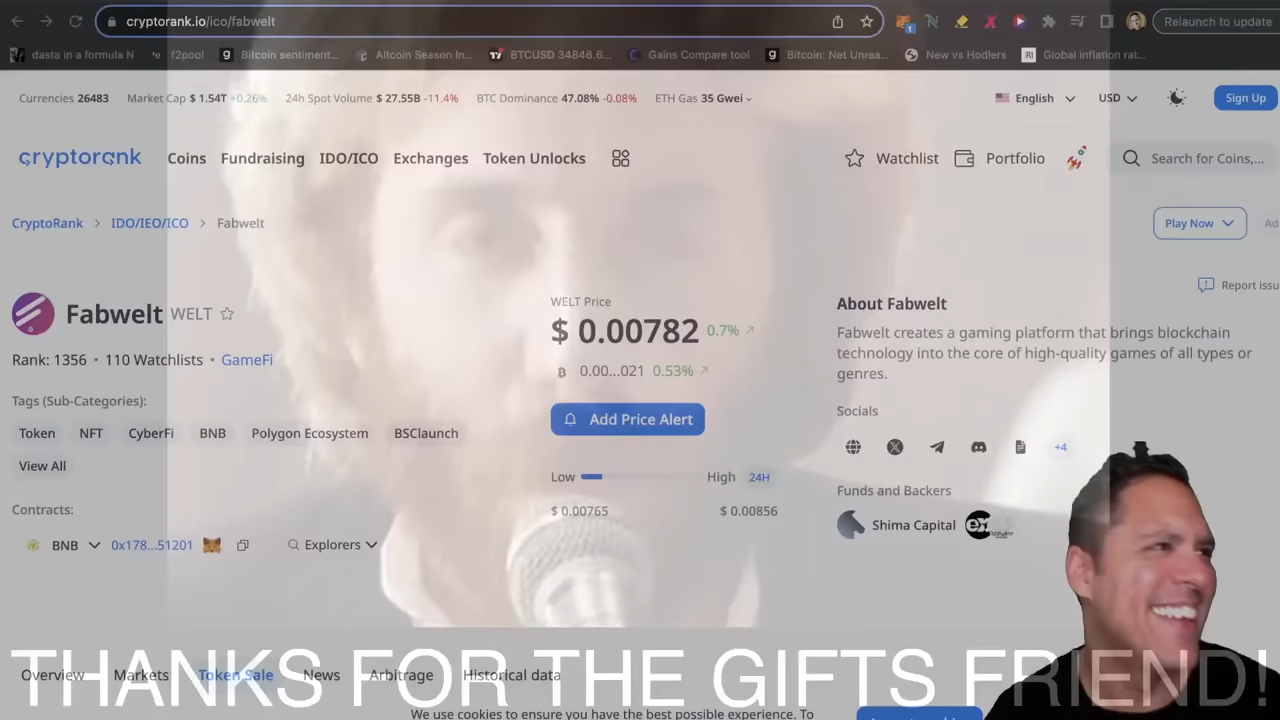 cryptorank.io/ico/fabwelt
Relaunch to update
dasta in a formula N
f2pool
Bitcoin sentiment...
Altcoin Season In...
BTCUSD 34846.6...
Gains Compare tool
Bitcoin: Net Unrea...
New vs Hodlers
Global inflation rat...
Currencies 26483
Market Cap $ 1.54T +0.26%
24h Spot Volume $ 27.55B -11.4%
BTC Dominance 47.08% -0.08%
ETH Gas 35 Gwei
English
USD
Sign Up
cryptorank
Coins
Fundraising
IDO/ICO
Exchanges
Token Unlocks
Watchlist
Portfolio
Search for Coins,...
CryptoRank > IDO/IEO/ICO > Fabwelt
Play Now
Ad
Report issu
Fabwelt WELT
Rank: 1356 • 110 Watchlists • GameFi
Tags (Sub-Categories):
Token
NFT
CyberFi
BNB
Polygon Ecosystem
BSClaunch
View All
Contracts:
BNB
0x178...51201
Explorers
WELT Price
$ 0.00782 0.7%
0.00...021 0.53%
Add Price Alert
Low
High
24H
$ 0.00765
$ 0.00856
About Fabwelt
Fabwelt creates a gaming platform that brings blockchain
technology into the core of high-quality games of all types or
genres.
Socials
+4
Funds and Backers
Shima Capital
Overview
Markets
Token Sale
News
Arbitrage
Historical data
THANKS FOR THE GIFTS FRIEND!
We use cookies to ensure you have the best possible experience. To